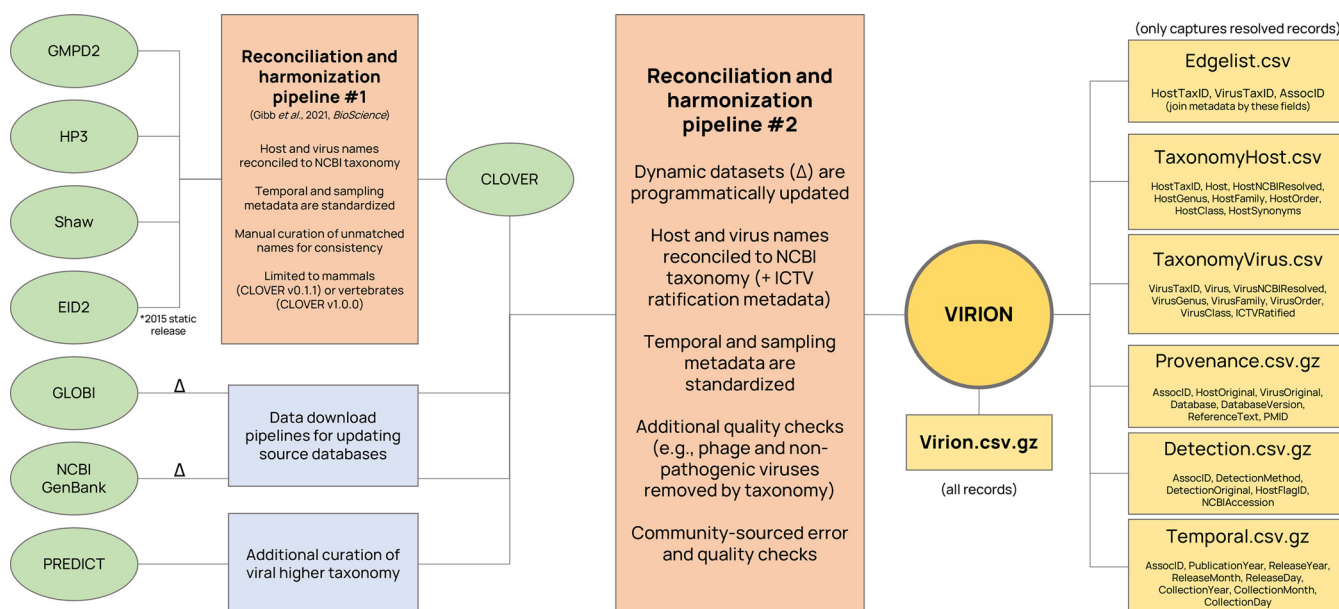 GMPD2
HP3
Shaw
EID2
*2015 static
release
GLOBI
Δ
NCBI
GenBank
Δ
PREDICT
Reconciliation and
harmonization
pipeline #1
(Gibb et al., 2021, BioScience)
Host and virus names
reconciled to NCBI taxonomy
Temporal and sampling
metadata are standardized
Manual curation of unmatched
names for consistency
Limited to mammals
(CLOVER v0.1.1) or vertebrates
(CLOVER v1.0.0)
Data download
pipelines for updating
source databases
Additional curation of
viral higher taxonomy
CLOVER
Reconciliation and
harmonization
pipeline #2
Dynamic datasets (Δ) are
programmatically updated
Host and virus names
reconciled to NCBI
taxonomy (+ ICTV
ratification metadata)
Temporal and sampling
metadata are
standardized
Additional quality checks
(e.g., phage and non-
pathogenic viruses
removed by taxonomy)
Community-sourced error
and quality checks
VIRION
Virion.csv.gz
(all records)
(only captures resolved records)
Edgelist.csv
HostTaxID, VirusTaxID, AssocID
(join metadata by these fields)
TaxonomyHost.csv
HostTaxID, Host, HostNCBIResolved,
HostGenus, HostFamily, HostOrder,
HostClass, HostSynonyms
TaxonomyVirus.csv
VirusTaxID, Virus, VirusNCBIResolved,
VirusGenus, VirusFamily, VirusOrder,
VirusClass, ICTVRatified
Provenance.csv.gz
AssocID, HostOriginal, VirusOriginal,
Database, DatabaseVersion,
ReferenceText, PMID
Detection.csv.gz
AssocID, DetectionMethod,
DetectionOriginal, HostFlagID,
NCBIAccession
Temporal.csv.gz
AssocID, PublicationYear, ReleaseYear,
ReleaseMonth, ReleaseDay,
CollectionYear, CollectionMonth,
CollectionDay